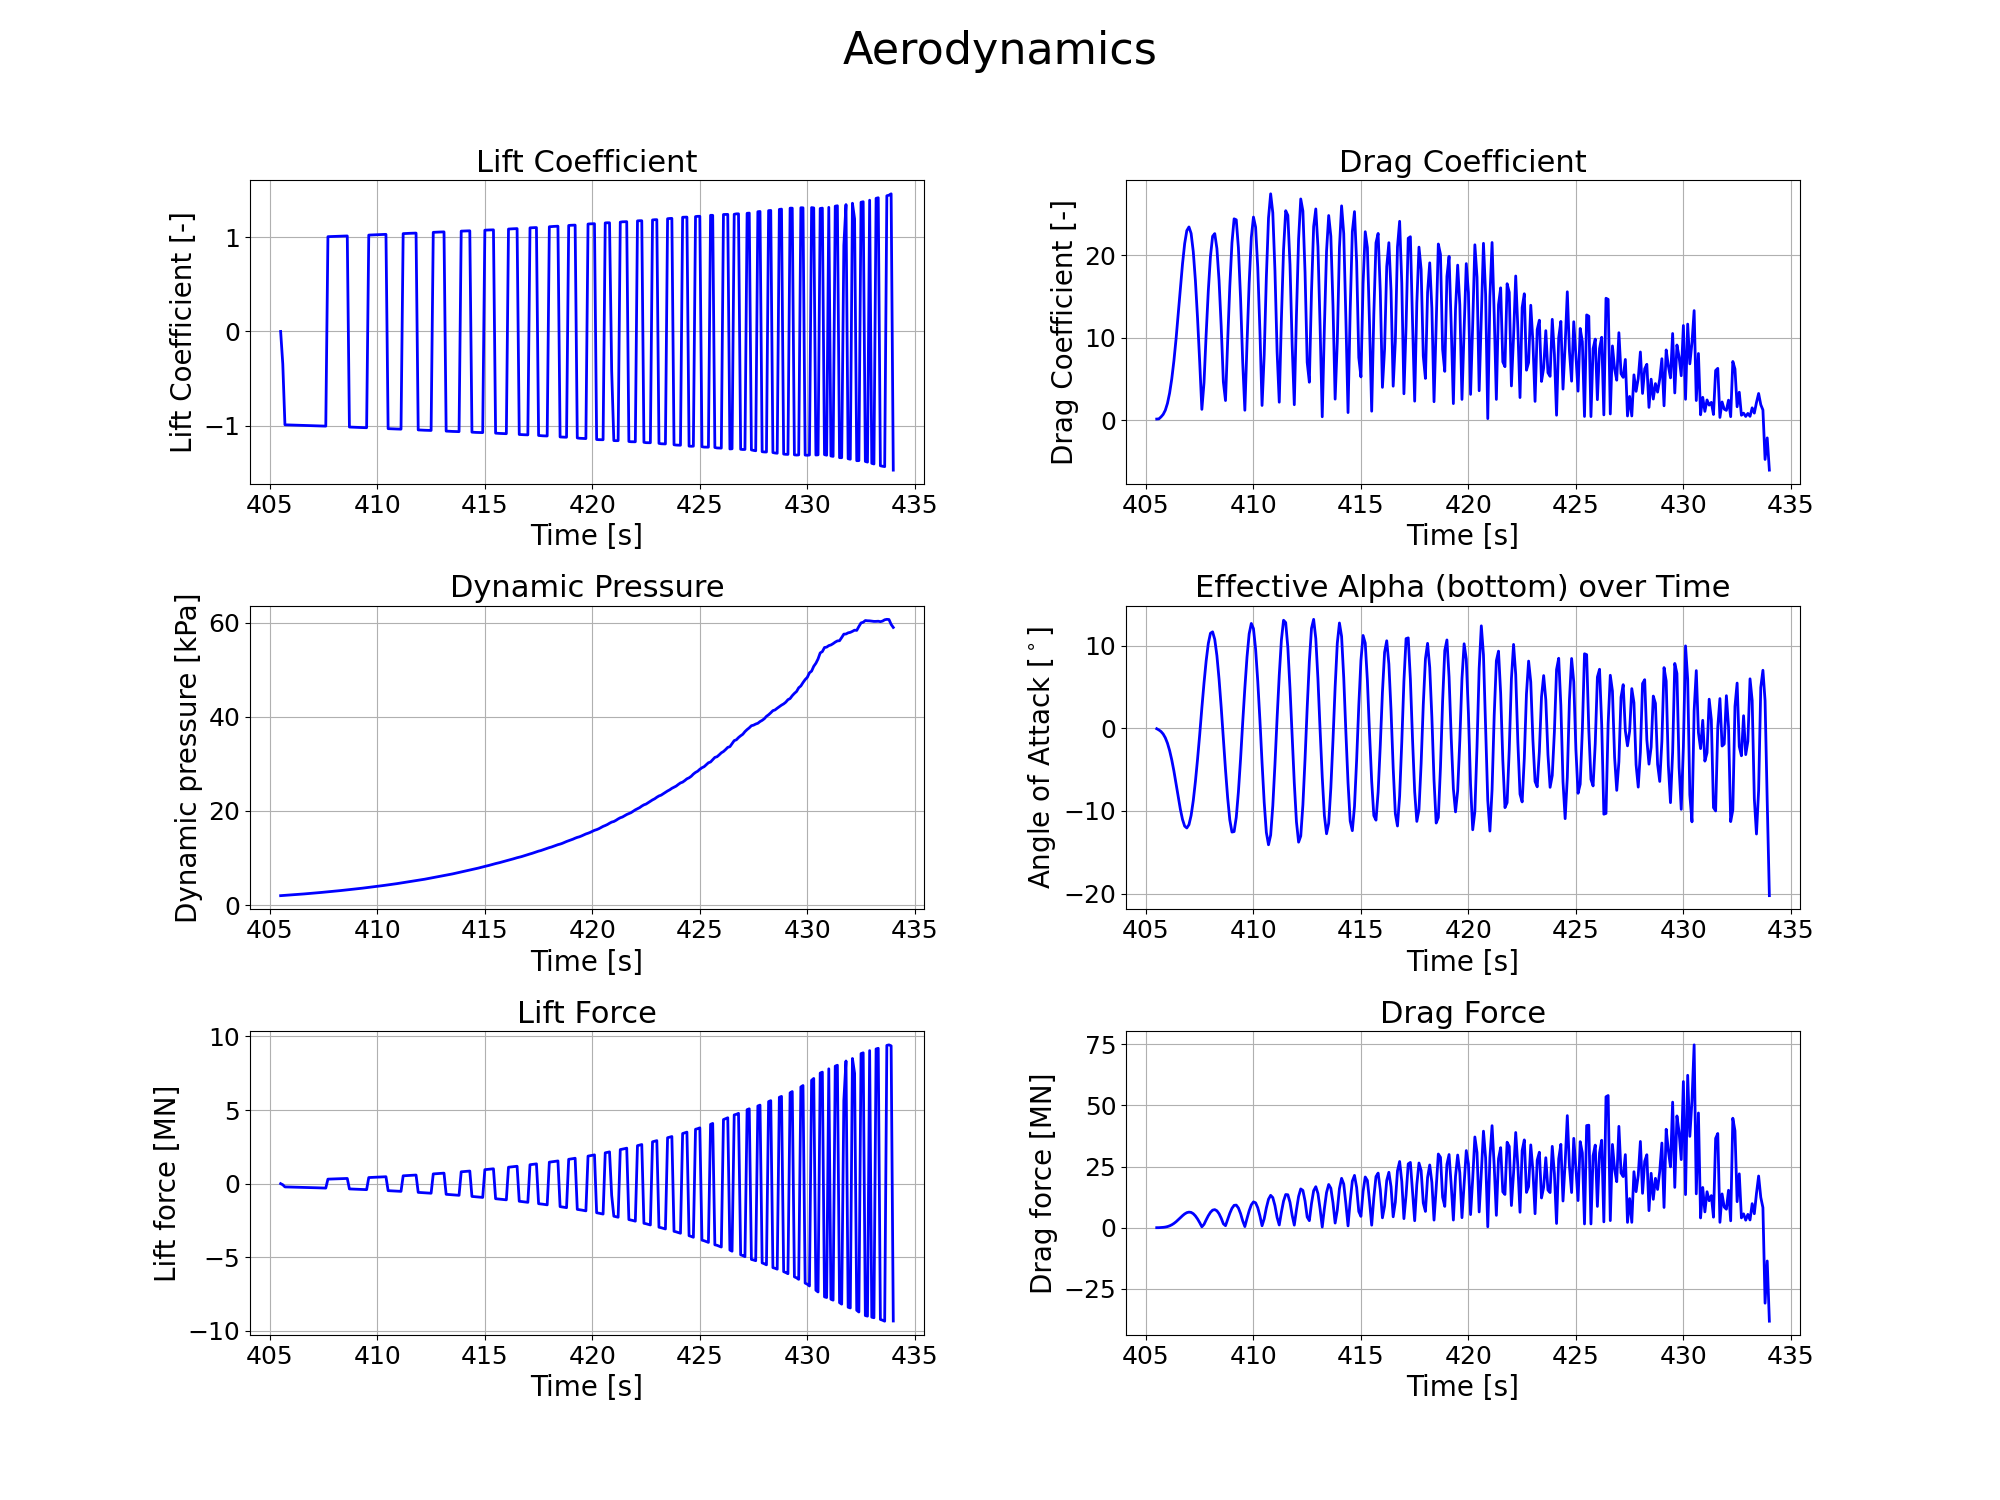 Aerodynamics
Lift Coefficient
Lift Coefficient [-]
1
0
−1
405 410 415 420 425 430 435
Time [s]
Drag Coefficient
Drag Coefficient [-]
20
10
0
405 410 415 420 425 430 435
Time [s]
Dynamic Pressure
Dynamic pressure [kPa]
60
40
20
0
405 410 415 420 425 430 435
Time [s]
Effective Alpha (bottom) over Time
Angle of Attack [°]
10
0
−10
−20
405 410 415 420 425 430 435
Time [s]
Lift Force
Lift force [MN]
10
5
0
−5
−10
405 410 415 420 425 430 435
Time [s]
Drag Force
Drag force [MN]
75
50
25
0
−25
405 410 415 420 425 430 435
Time [s]